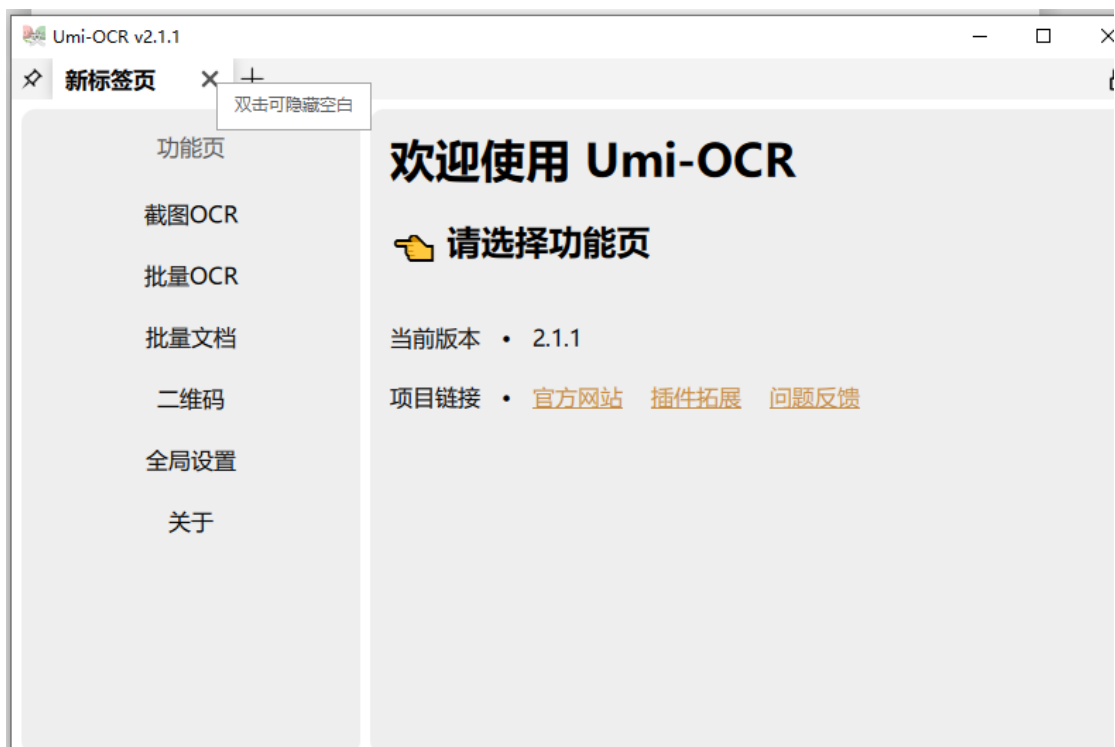 Umi-OCR v2.1.1
新标签页
双击可隐藏空白
功能页
截图OCR
批量OCR
批量文档
二维码
全局设置
关于
欢迎使用 Umi-OCR
👈 请选择功能页
当前版本 • 2.1.1
项目链接 • 官方网站 插件拓展 问题反馈